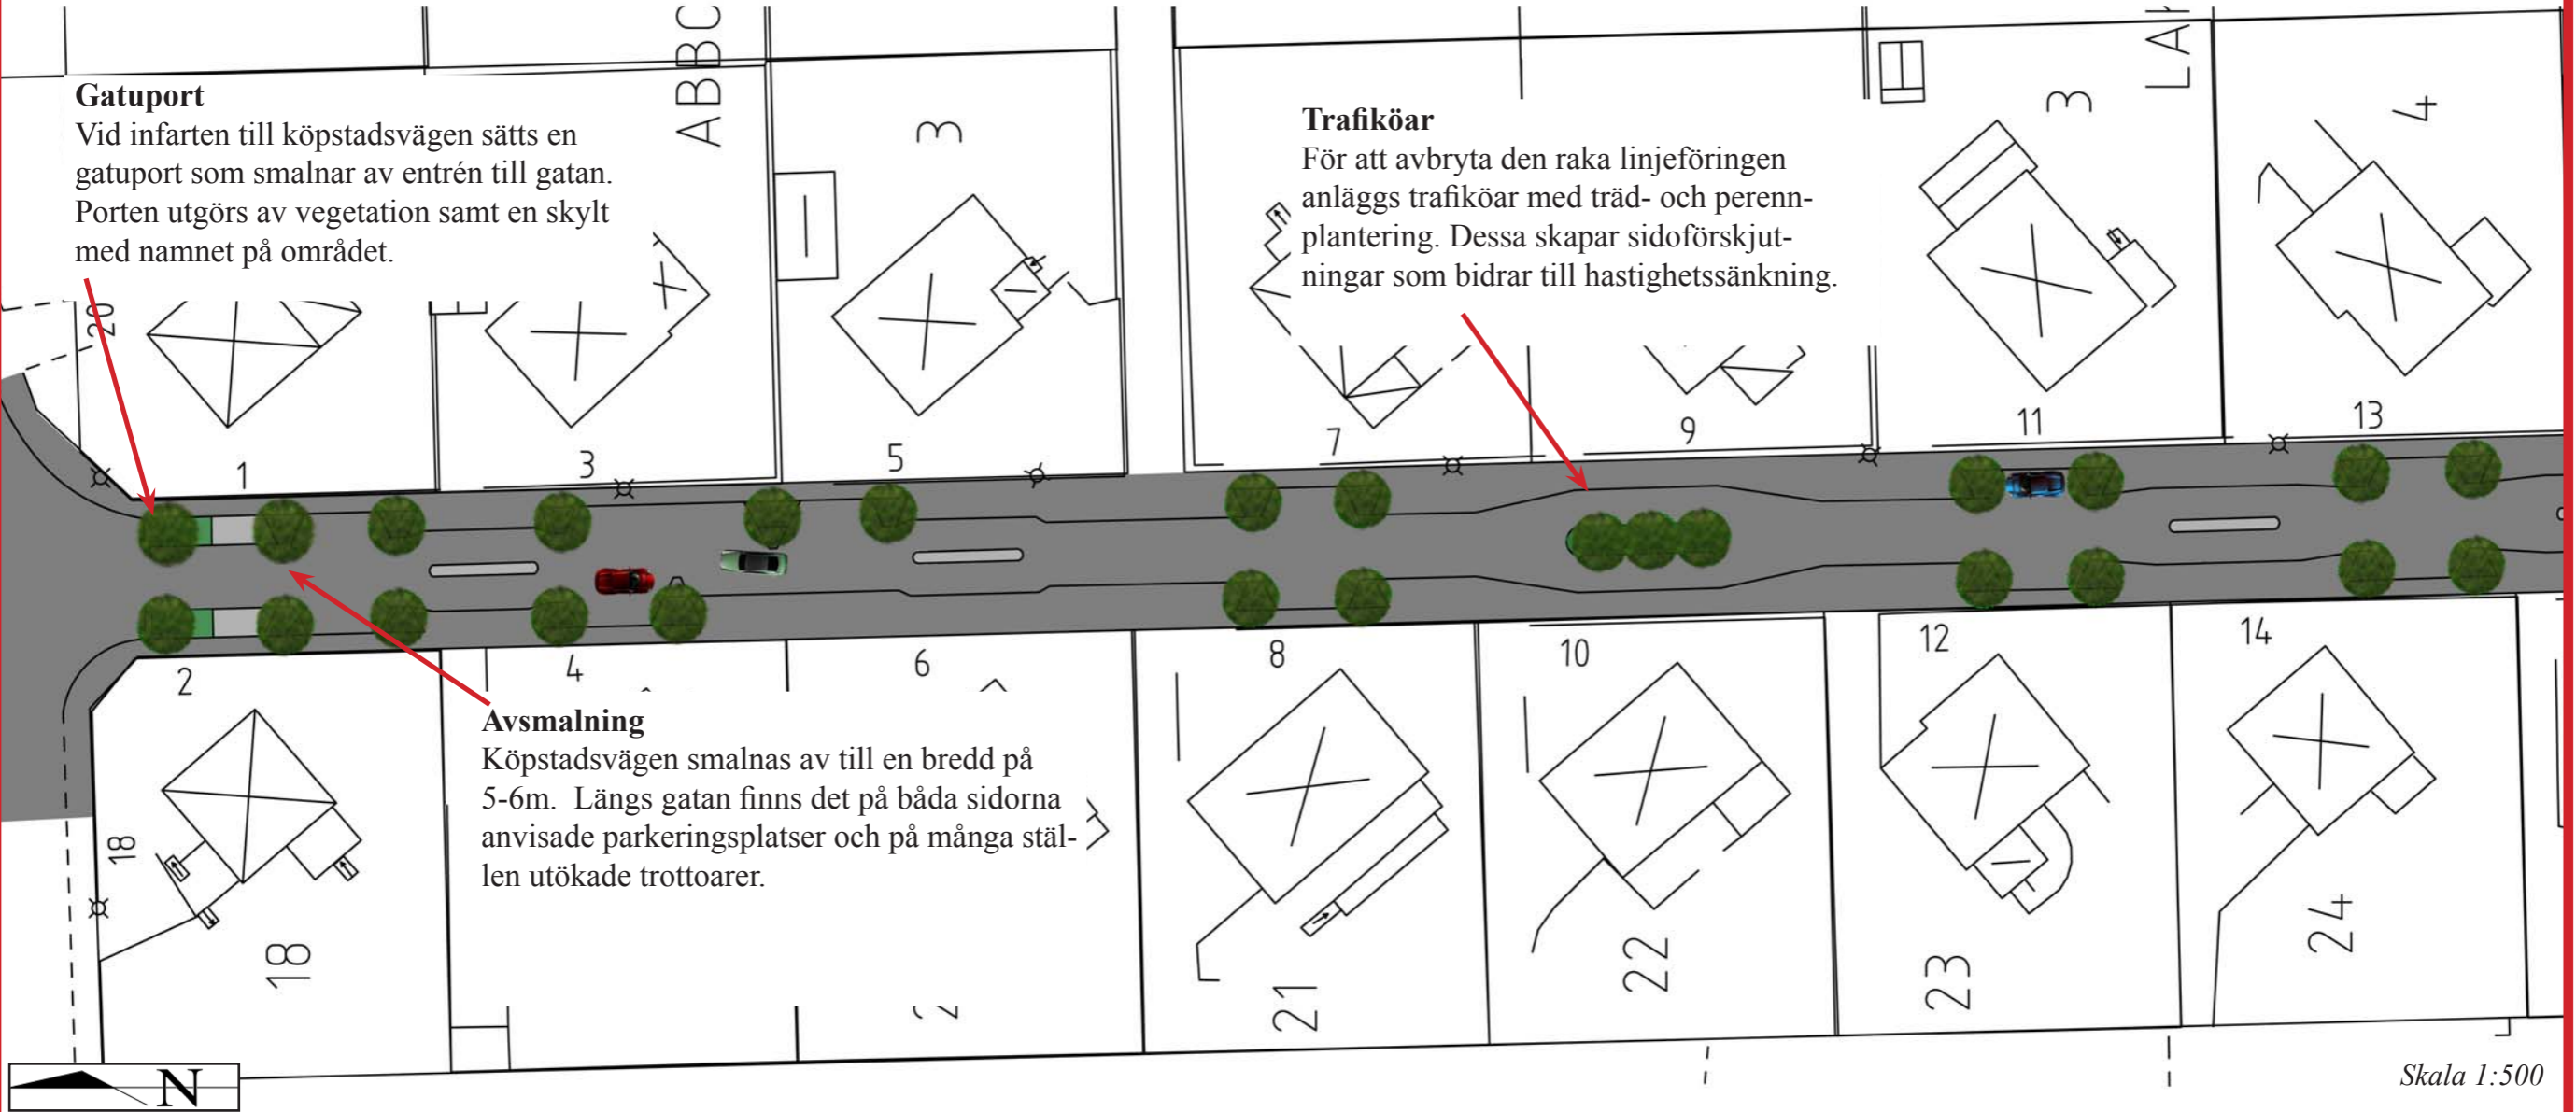 ABBC
LAK
Gatuport
Vid infarten till köpstadsvägen sätts en
gatuport som smalnar av entrén till gatan.
Porten utgörs av vegetation samt en skylt
med namnet på området.
Trafiköar
För att avbryta den raka linjeföringen
anläggs trafiköar med träd- och perenn-
plantering. Dessa skapar sidoförskjut-
ningar som bidrar till hastighetssänkning.
3
3
4
20
1
3
5
7
9
11
13
2
4
6
8
10
12
14
Avsmalning
Köpstadsvägen smalnas av till en bredd på
5-6m. Längs gatan finns det på båda sidorna
anvisade parkeringsplatser och på många stäl-
len utökade trottoarer.
18
18
21
22
23
24
N
Skala 1:500